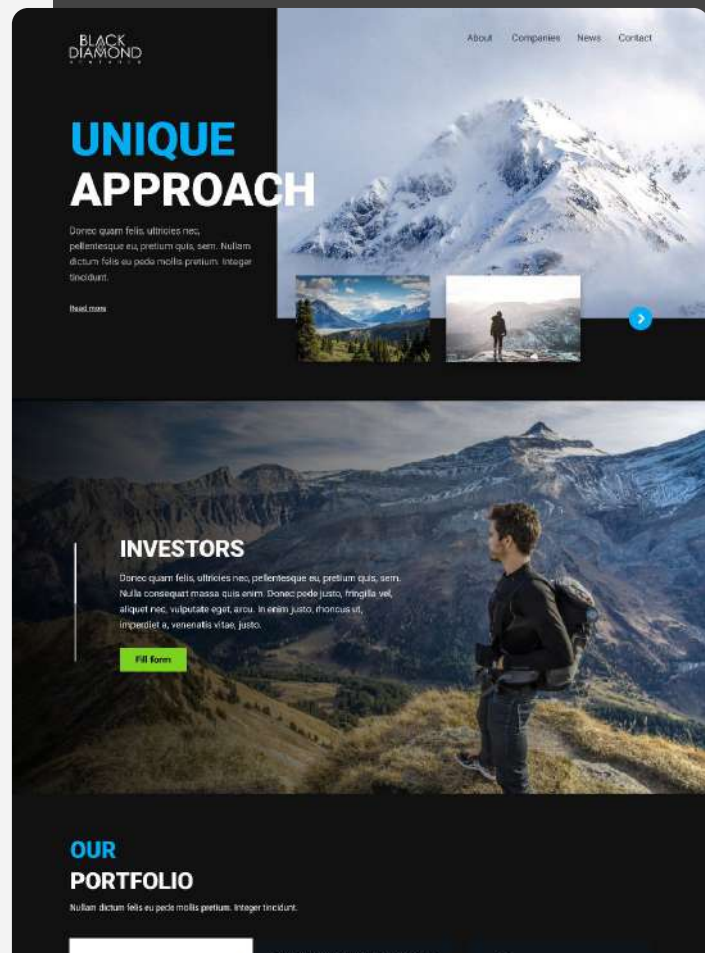 BLACK
DIAMOND
About Companies News Contact
UNIQUE
APPROACH
Donec quam felis, ultricies nec,
pellentesque eu, pretium quis, sem. Nullam
dictum felis eu pede mollis pretium. Integer
tincidunt.
Read more
INVESTORS
Donec quam felis, ultricies nec, pellentesque eu, pretium quis, sem.
Nulla consequat massa quis enim. Donec pede justo, fringilla vel,
aliquet nec, vulputate eget, arcu. In enim justo, rhoncus ut,
imperdiet a, venenatis vitae, justo.
Fill form
OUR
PORTFOLIO
Nullam dictum felis eu pede mollis pretium. Integer tincidunt.